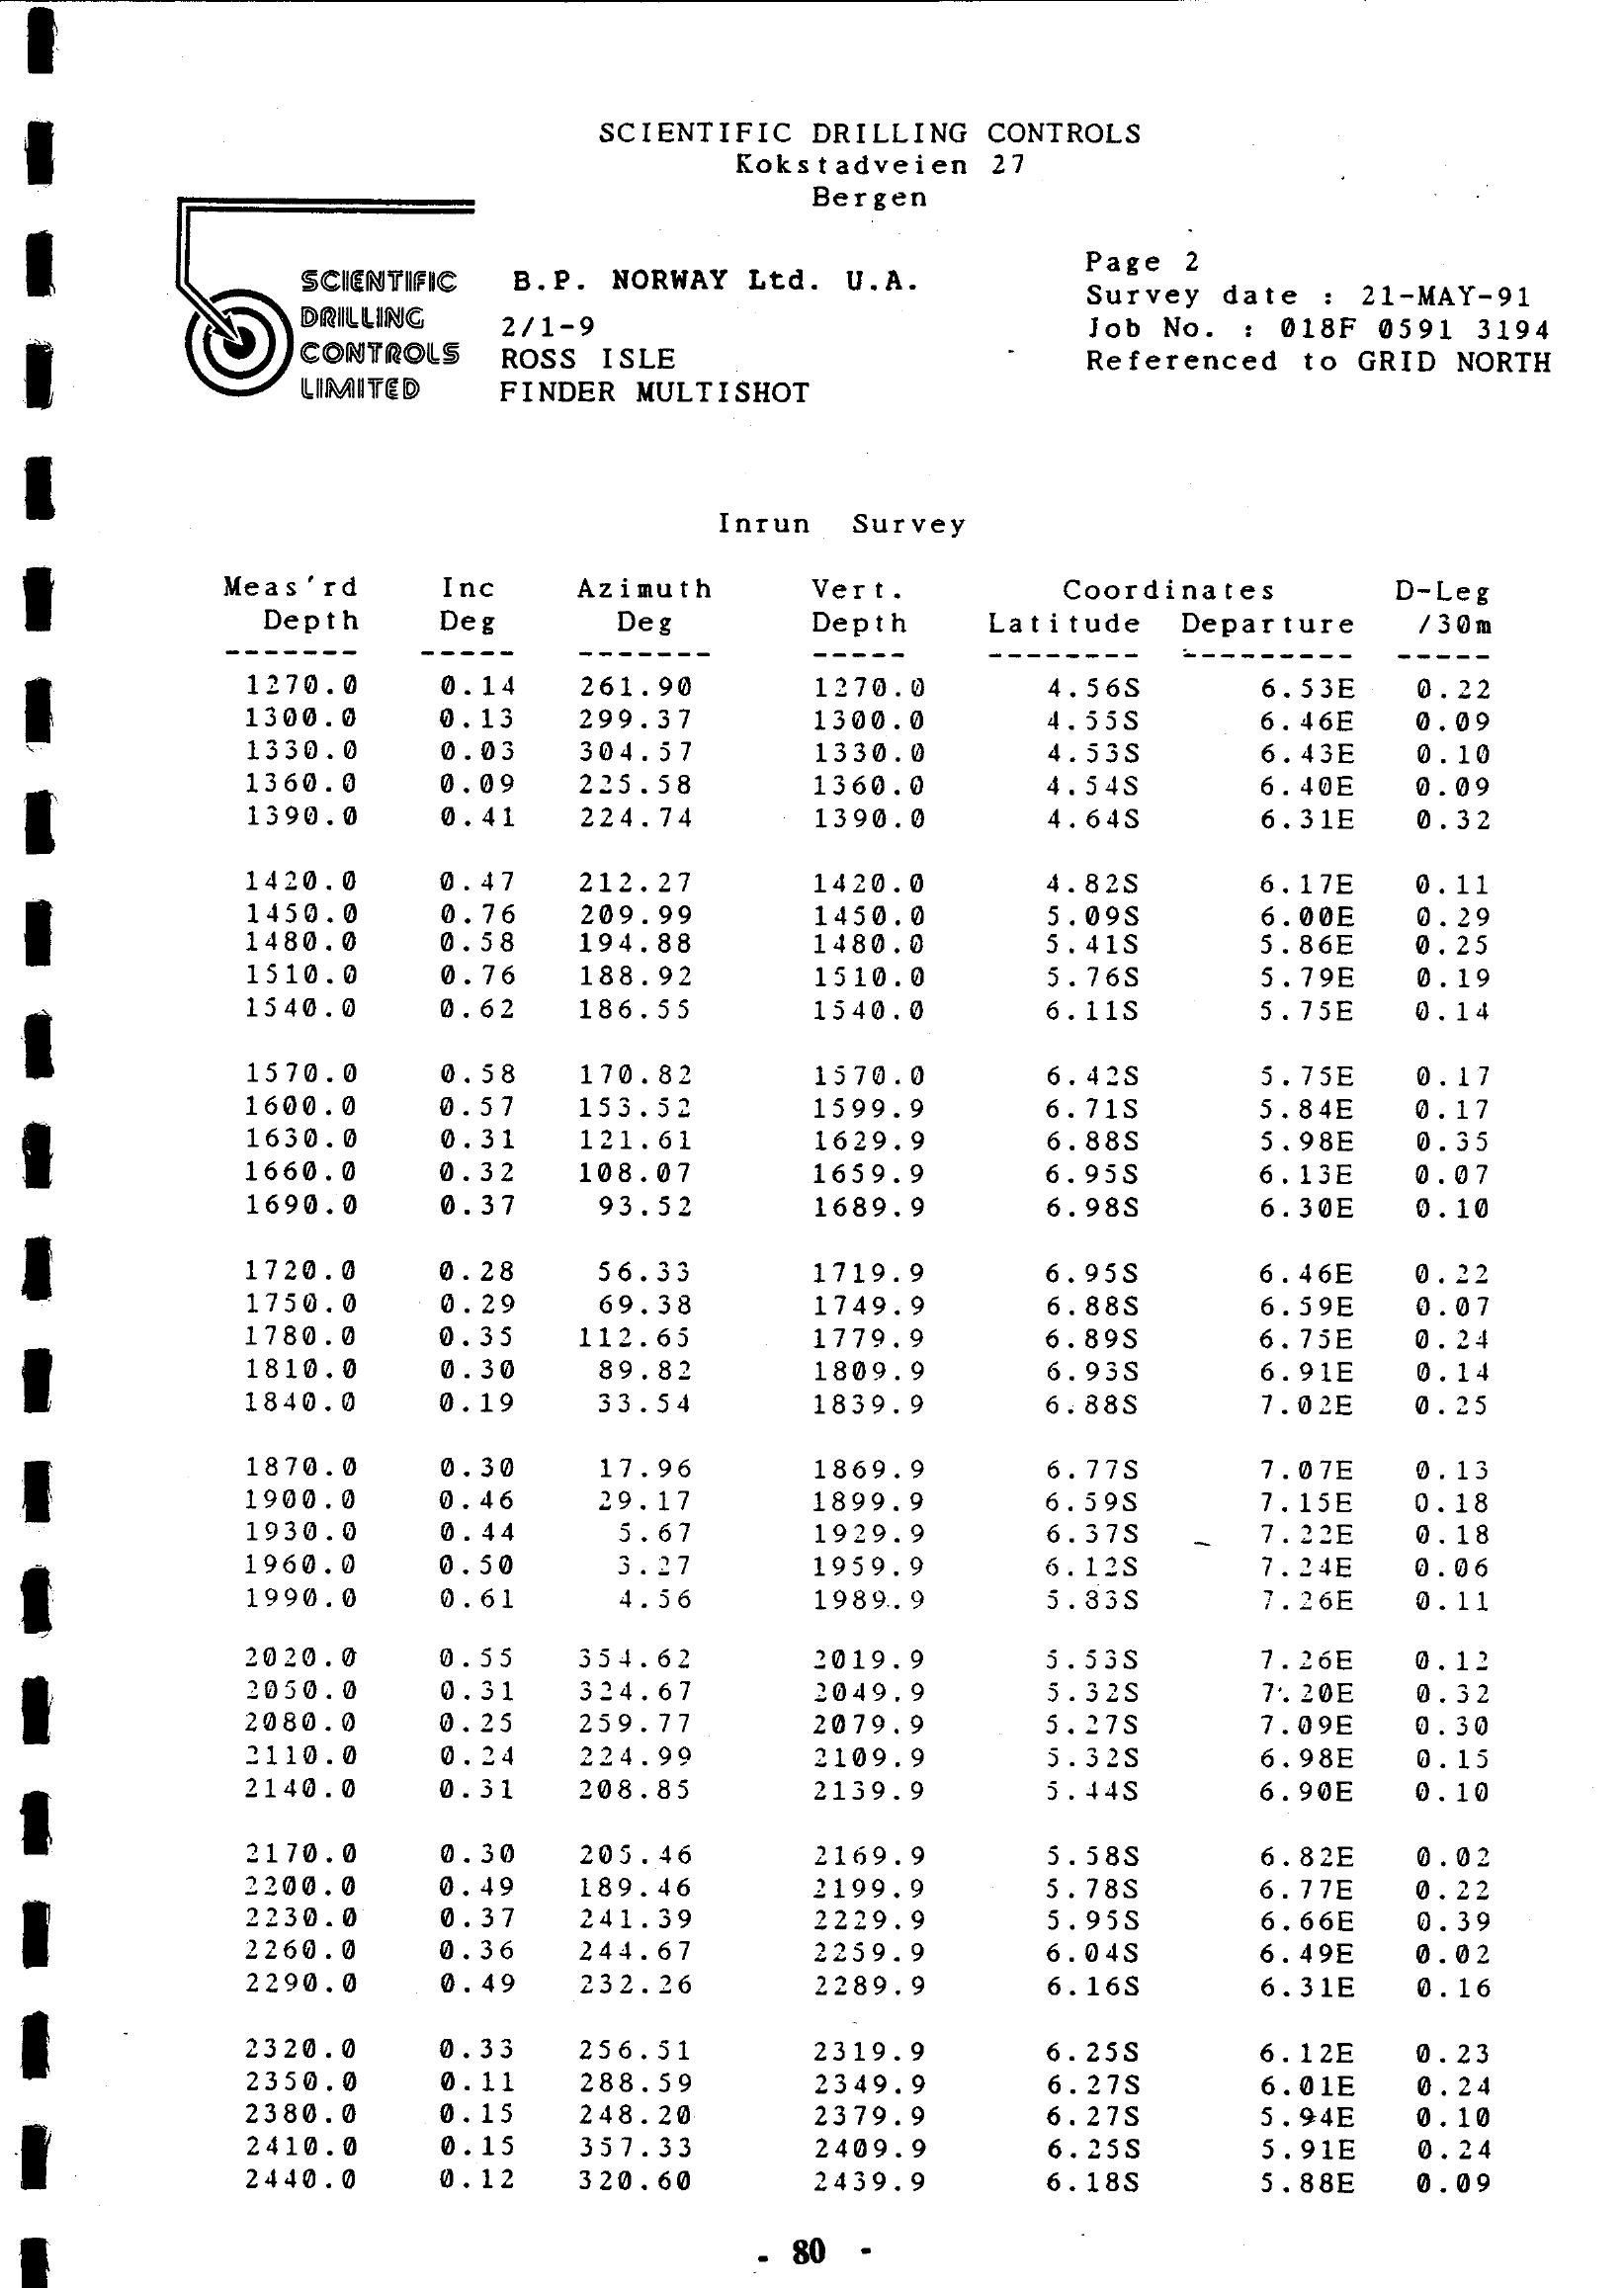 SCIENTIFIC DRILLING CONTROLS
Kokstadveien 27
Bergen
SCIENTIFIC
DRILLING
CONTROLS
LIMITED
B.P. NORWAY Ltd. U.A.
2/1-9
ROSS ISLE
FINDER MULTISHOT
Page 2
Survey date : 21-MAY-91
Job No. : 018F 0591 3194
Referenced to GRID NORTH
Inrun Survey
Meas'rd Inc Azimuth Vert. Coordinates D-Leg
Depth Deg Deg Depth Latitude Departure /30m
------- ----- ------- ----- -------- --------- -----
1270.0 0.14 261.90 1270.0 4.56S 6.53E 0.22
1300.0 0.13 299.37 1300.0 4.55S 6.46E 0.09
1330.0 0.03 304.57 1330.0 4.53S 6.43E 0.10
1360.0 0.09 225.58 1360.0 4.54S 6.40E 0.09
1390.0 0.41 224.74 1390.0 4.64S 6.31E 0.32
1420.0 0.47 212.27 1420.0 4.82S 6.17E 0.11
1450.0 0.76 209.99 1450.0 5.09S 6.00E 0.29
1480.0 0.58 194.88 1480.0 5.41S 5.86E 0.25
1510.0 0.76 188.92 1510.0 5.76S 5.79E 0.19
1540.0 0.62 186.55 1540.0 6.11S 5.75E 0.14
1570.0 0.58 170.82 1570.0 6.42S 5.75E 0.17
1600.0 0.57 153.52 1599.9 6.71S 5.84E 0.17
1630.0 0.31 121.61 1629.9 6.88S 5.98E 0.35
1660.0 0.32 108.07 1659.9 6.95S 6.13E 0.07
1690.0 0.37 93.52 1689.9 6.98S 6.30E 0.10
1720.0 0.28 56.33 1719.9 6.95S 6.46E 0.22
1750.0 0.29 69.38 1749.9 6.88S 6.59E 0.07
1780.0 0.35 112.65 1779.9 6.89S 6.75E 0.24
1810.0 0.30 89.82 1809.9 6.93S 6.91E 0.14
1840.0 0.19 33.54 1839.9 6.88S 7.02E 0.25
1870.0 0.30 17.96 1869.9 6.77S 7.07E 0.13
1900.0 0.46 29.17 1899.9 6.59S 7.15E 0.18
1930.0 0.44 5.67 1929.9 6.37S 7.22E 0.18
1960.0 0.50 3.27 1959.9 6.12S 7.24E 0.06
1990.0 0.61 4.56 1989.9 5.83S 7.26E 0.11
2020.0 0.55 354.62 2019.9 5.53S 7.26E 0.12
2050.0 0.31 324.67 2049.9 5.32S 7.20E 0.32
2080.0 0.25 259.77 2079.9 5.27S 7.09E 0.30
2110.0 0.24 224.99 2109.9 5.32S 6.98E 0.15
2140.0 0.31 208.85 2139.9 5.44S 6.90E 0.10
2170.0 0.30 205.46 2169.9 5.58S 6.82E 0.02
2200.0 0.49 189.46 2199.9 5.78S 6.77E 0.22
2230.0 0.37 241.39 2229.9 5.95S 6.66E 0.39
2260.0 0.36 244.67 2259.9 6.04S 6.49E 0.02
2290.0 0.49 232.26 2289.9 6.16S 6.31E 0.16
2320.0 0.33 256.51 2319.9 6.25S 6.12E 0.23
2350.0 0.11 288.59 2349.9 6.27S 6.01E 0.24
2380.0 0.15 248.20 2379.9 6.27S 5.94E 0.10
2410.0 0.15 357.33 2409.9 6.25S 5.91E 0.24
2440.0 0.12 320.60 2439.9 6.18S 5.88E 0.09
- 80 -